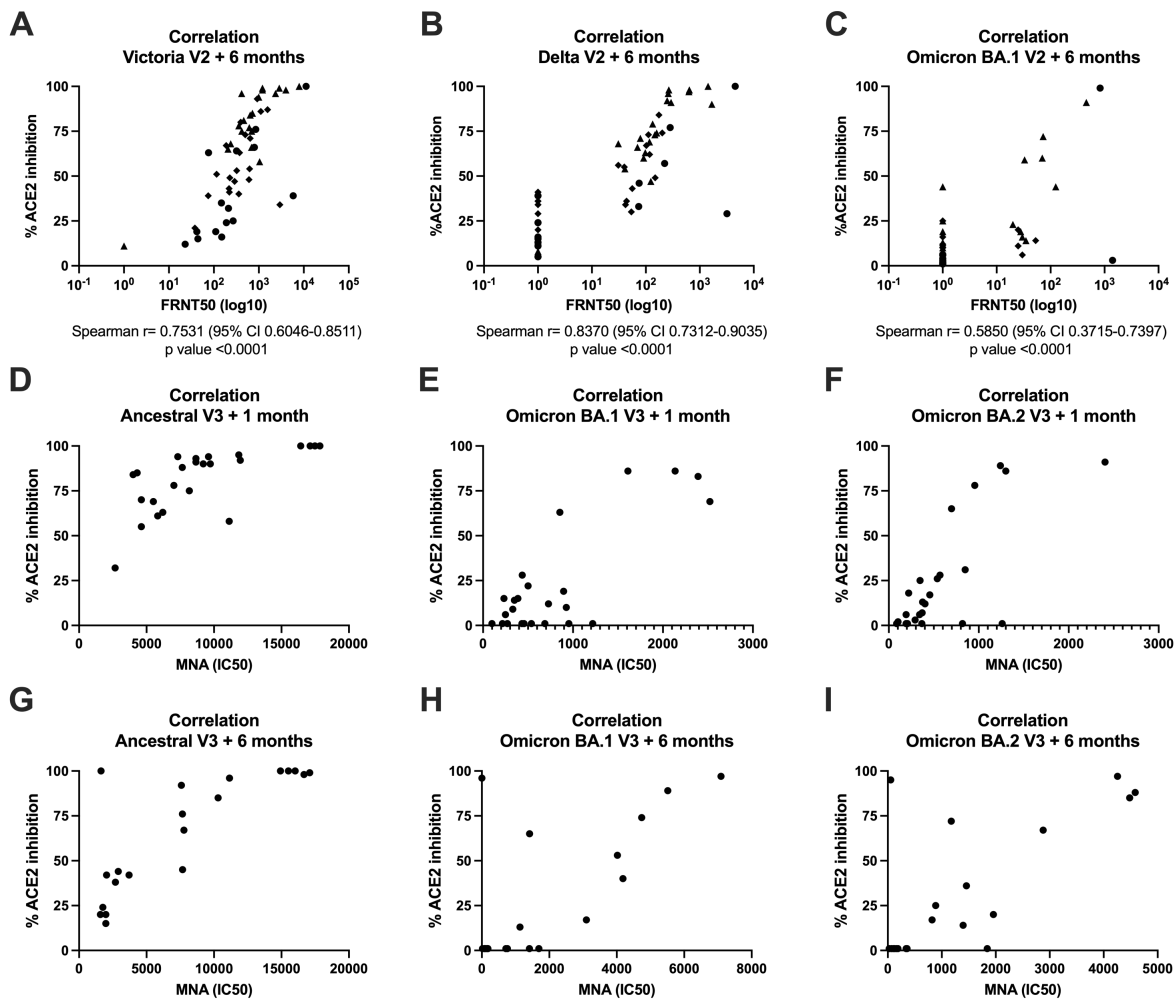 A
Correlation
Victoria V2 + 6 months
% ACE2 inhibition
100
75
50
25
0
10-1
100
101
102
103
104
105
FRNT50 (log10)
Spearman r= 0.7531 (95% CI 0.6046-0.8511)
p value <0.0001
B
Correlation
Delta V2 + 6 months
%ACE2 inhibition
100
75
50
25
0
10-1
100
101
102
103
104
FRNT50 (log10)
Spearman r= 0.8370 (95% CI 0.7312-0.9035)
p value <0.0001
C
Correlation
Omicron BA.1 V2 + 6 months
% ACE2 inhibition
100
75
50
25
0
10-1
100
101
102
103
104
FRNT50 (log10)
Spearman r= 0.5850 (95% CI 0.3715-0.7397)
p value <0.0001
D
Correlation
Ancestral V3 + 1 month
% ACE2 inhibition
100
75
50
25
0
0
5000
10000
15000
20000
MNA (IC50)
E
Correlation
Omicron BA.1 V3 + 1 month
% ACE2 inhibition
100
75
50
25
0
0
1000
2000
3000
MNA (IC50)
F
Correlation
Omicron BA.2 V3 + 1 month
% ACE2 inhibition
100
75
50
25
0
0
1000
2000
3000
MNA (IC50)
G
Correlation
Ancestral V3 + 6 months
% ACE2 inhibition
100
75
50
25
0
0
5000
10000
15000
20000
MNA (IC50)
H
Correlation
Omicron BA.1 V3 + 6 months
% ACE2 inhibition
100
75
50
25
0
0
2000
4000
6000
8000
MNA (IC50)
I
Correlation
Omicron BA.2 V3 + 6 months
% ACE2 inhibition
100
75
50
25
0
0
1000
2000
3000
4000
5000
MNA (IC50)